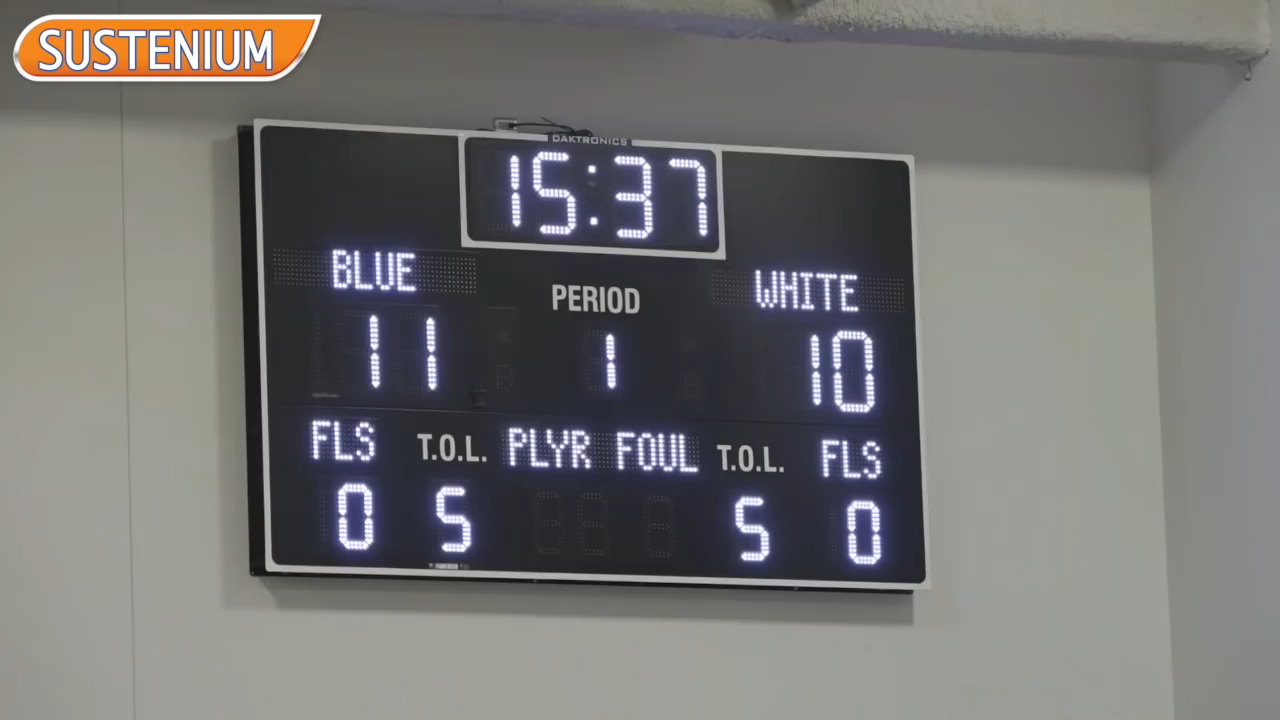 SUSTENIUM
DAKTRONICS
15:37
BLUE PERIOD WHITE
11 1 10
FLS T.O.L. PLYR FOUL T.O.L. FLS
0 5 5 0